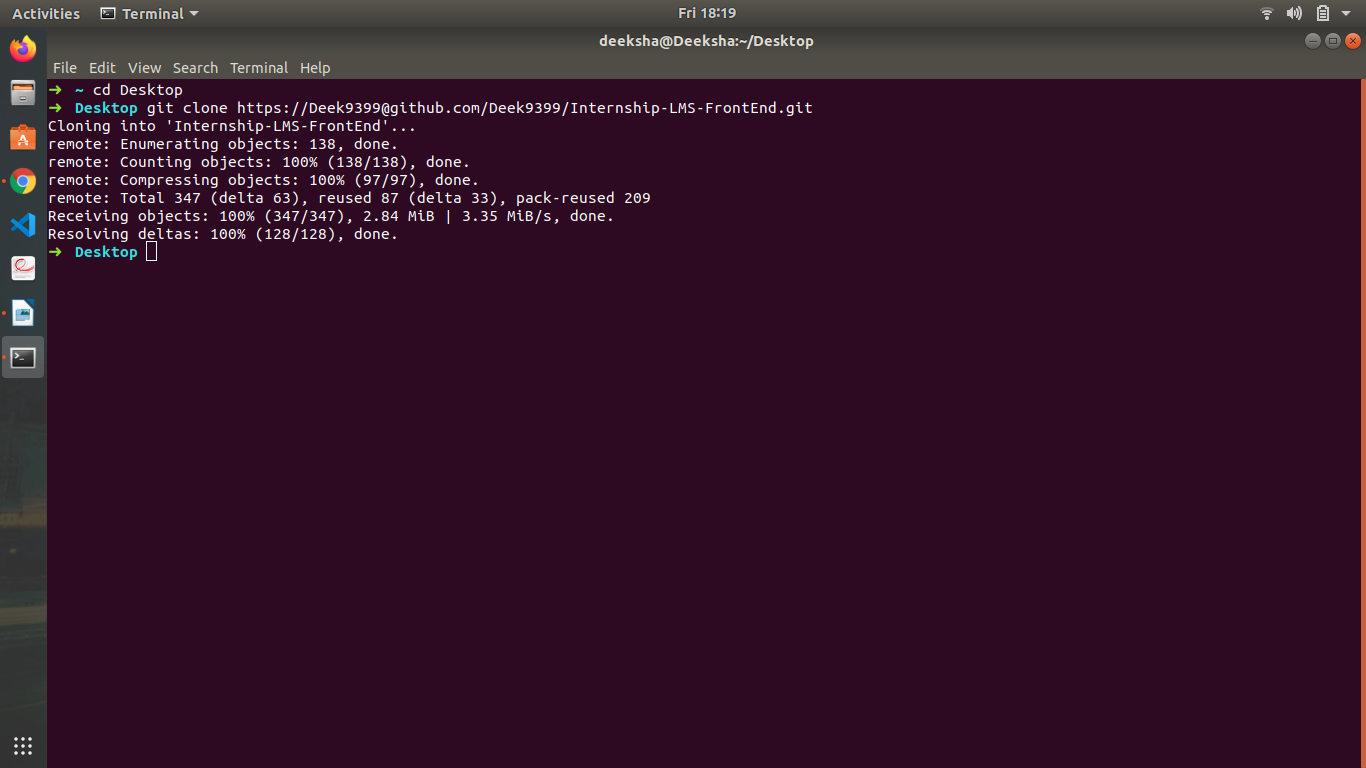 Activities Terminal Fri 18:19
deeksha@Deeksha:~/Desktop
File Edit View Search Terminal Help
➜ ~ cd Desktop
➜ Desktop git clone https://Deek9399@github.com/Deek9399/Internship-LMS-FrontEnd.git
Cloning into 'Internship-LMS-FrontEnd'...
remote: Enumerating objects: 138, done.
remote: Counting objects: 100% (138/138), done.
remote: Compressing objects: 100% (97/97), done.
remote: Total 347 (delta 63), reused 87 (delta 33), pack-reused 209
Receiving objects: 100% (347/347), 2.84 MiB | 3.35 MiB/s, done.
Resolving deltas: 100% (128/128), done.
➜ Desktop